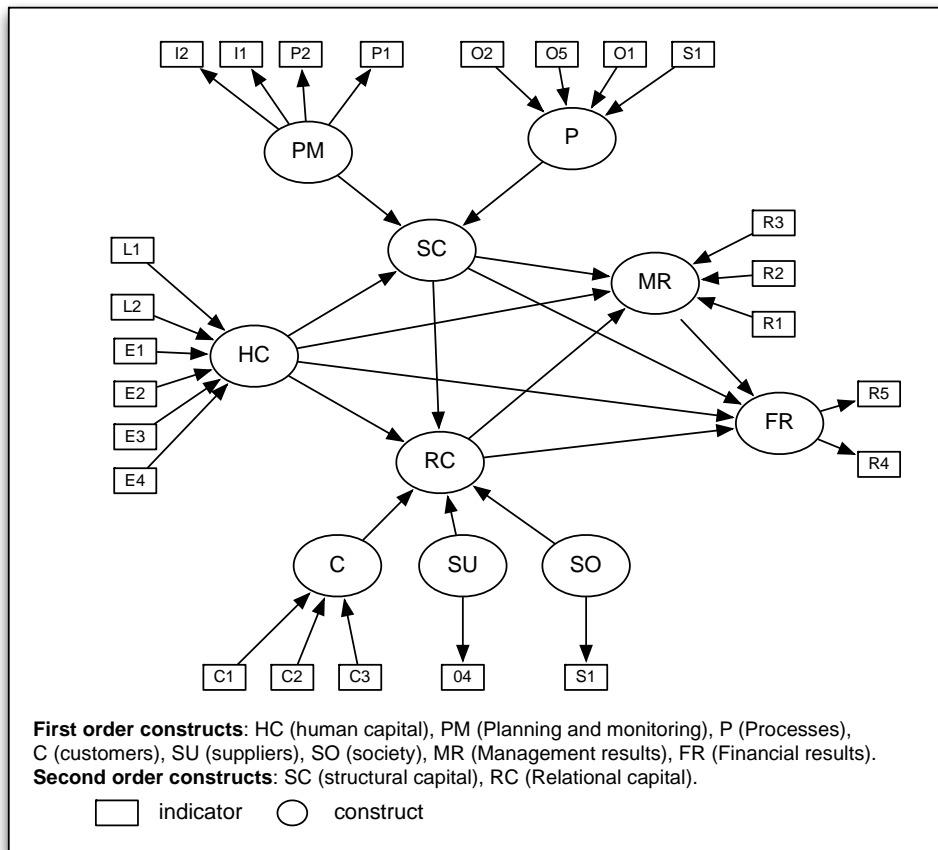 I2 I1 P2 P1 O2 O5 O1 S1
PM P
SC
L1
R3
MR R2
L2
R1
E1 HC
E2
R5
E3 FR
E4 RC R4
C SU SO
C1 C2 C3 04 S1
First order constructs: HC (human capital), PM (Planning and monitoring), P (Processes),
C (customers), SU (suppliers), SO (society), MR (Management results), FR (Financial results).
Second order constructs: SC (structural capital), RC (Relational capital).
indicator construct